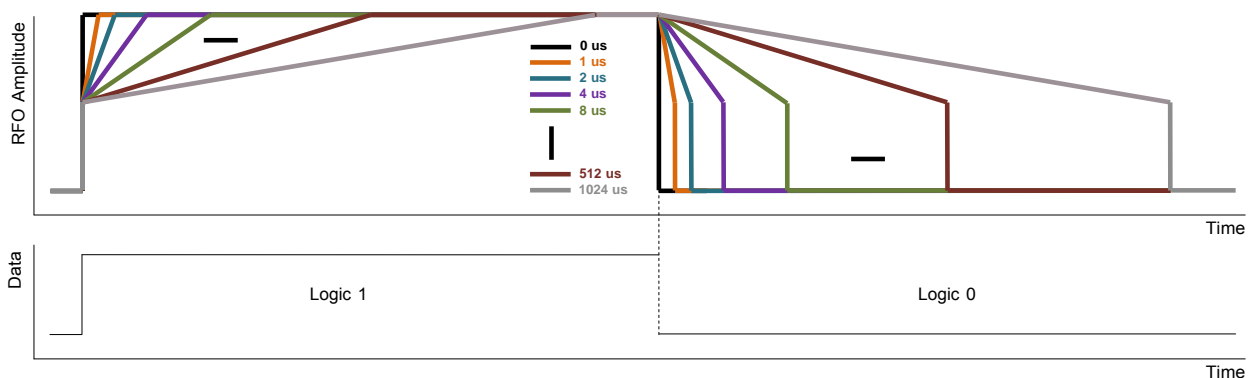 RFO Amplitude
0 us
1 us
2 us
4 us
8 us
512 us
1024 us
Time
Data
Logic 1
Logic 0
Time